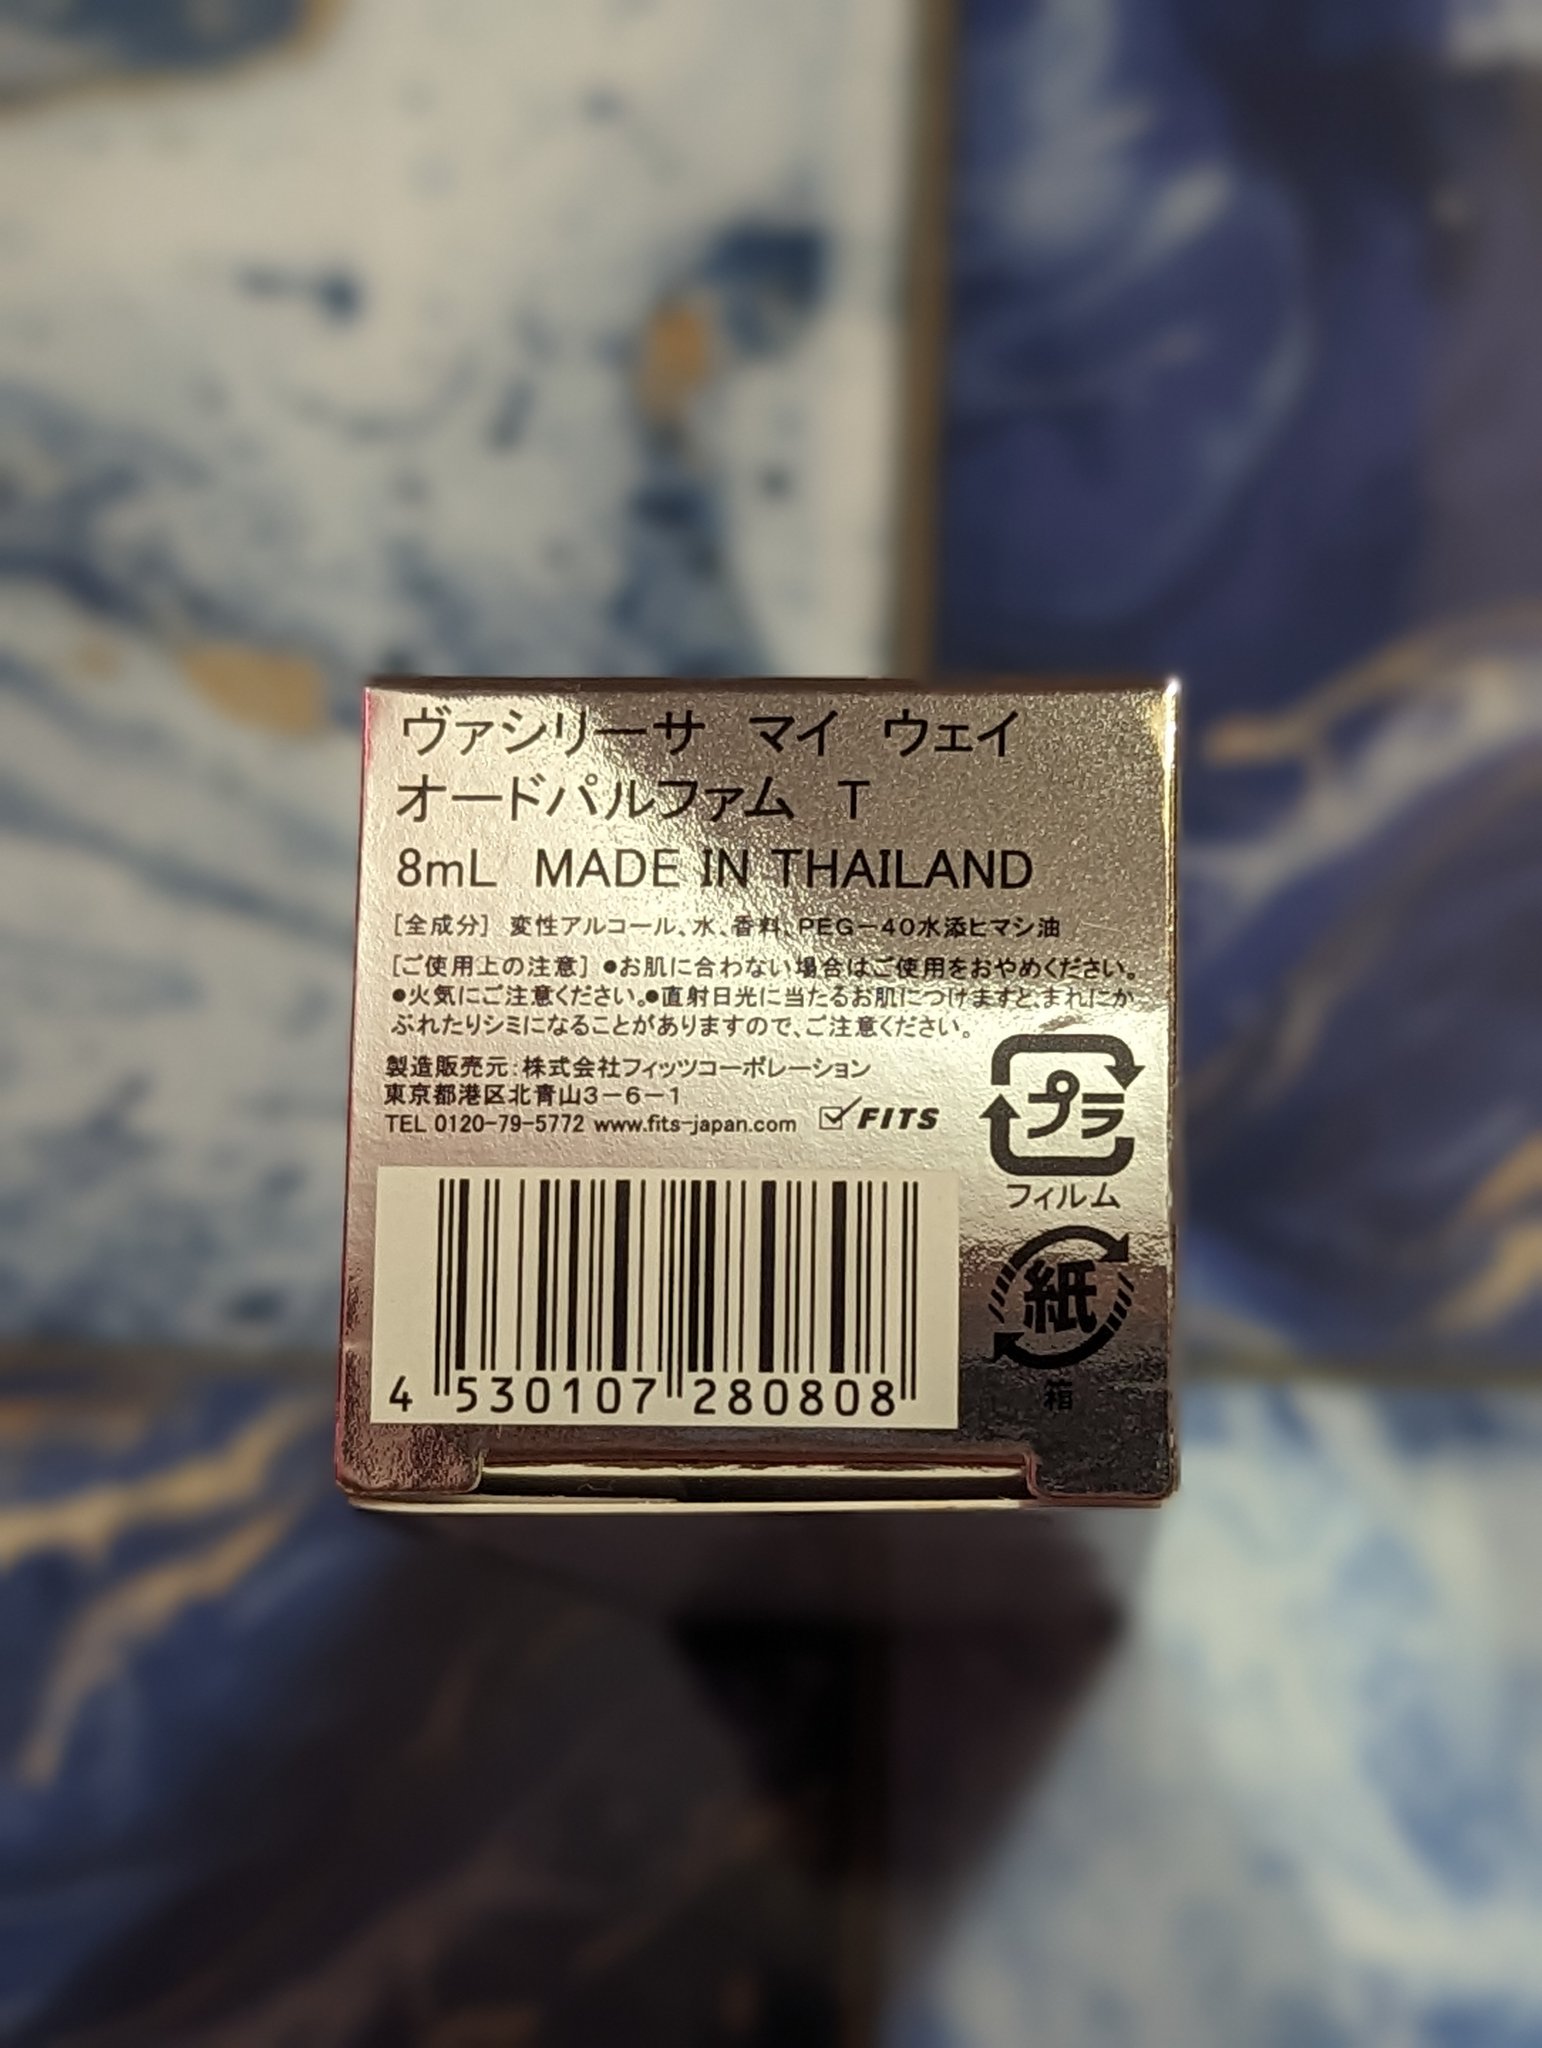 ヴァシリーサ マイ ウェイ
オードパルファム T
8mL MADE IN THAILAND
[全成分] 変性アルコール、水、香料、PEG-40水添ヒマシ油
[ご使用上の注意] ●お肌に合わない場合はご使用をおやめください。
●火気にご注意ください。●直射日光に当たるお肌につけますと、まれにか
ぶれたりシミになることがありますので、ご注意ください。
製造販売元:株式会社フィッツコーポレーション
東京都港区北青山3-6-1
TEL 0120-79-5772 www.fits-japan.com FITS
プラ
フィルム
紙
箱
4 530107 280808